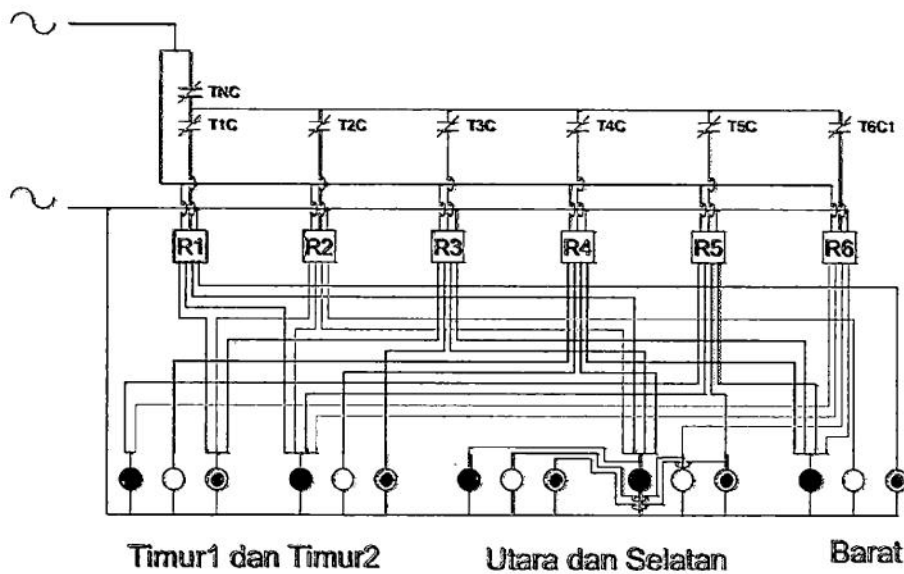 TNC
T1C T2C T3C T4C T5C T6C1
R1 R2 R3 R4 R5 R6
Timur1 dan Timur2 Utara dan Selatan Barat